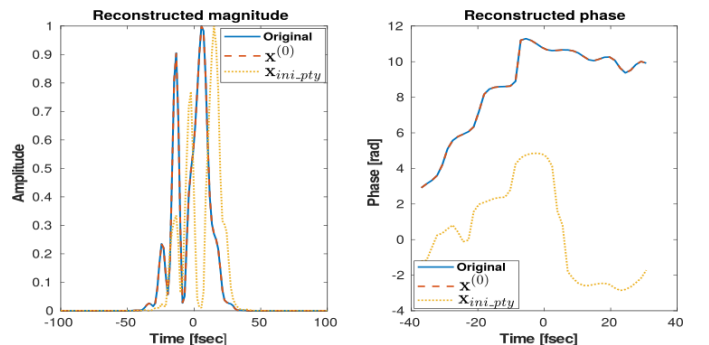 Reconstructed magnitude
1
0.9
0.8
0.7
0.6
0.5
0.4
0.3
0.2
0.1
0
Amplitude
Original
x^(0)
x_ini_pty
-100
-50
0
50
100
Time [fsec]
Reconstructed phase
12
10
8
6
4
2
0
-2
-4
Phase [rad]
Original
x^(0)
x_ini_pty
-40
-20
0
20
40
Time [fsec]